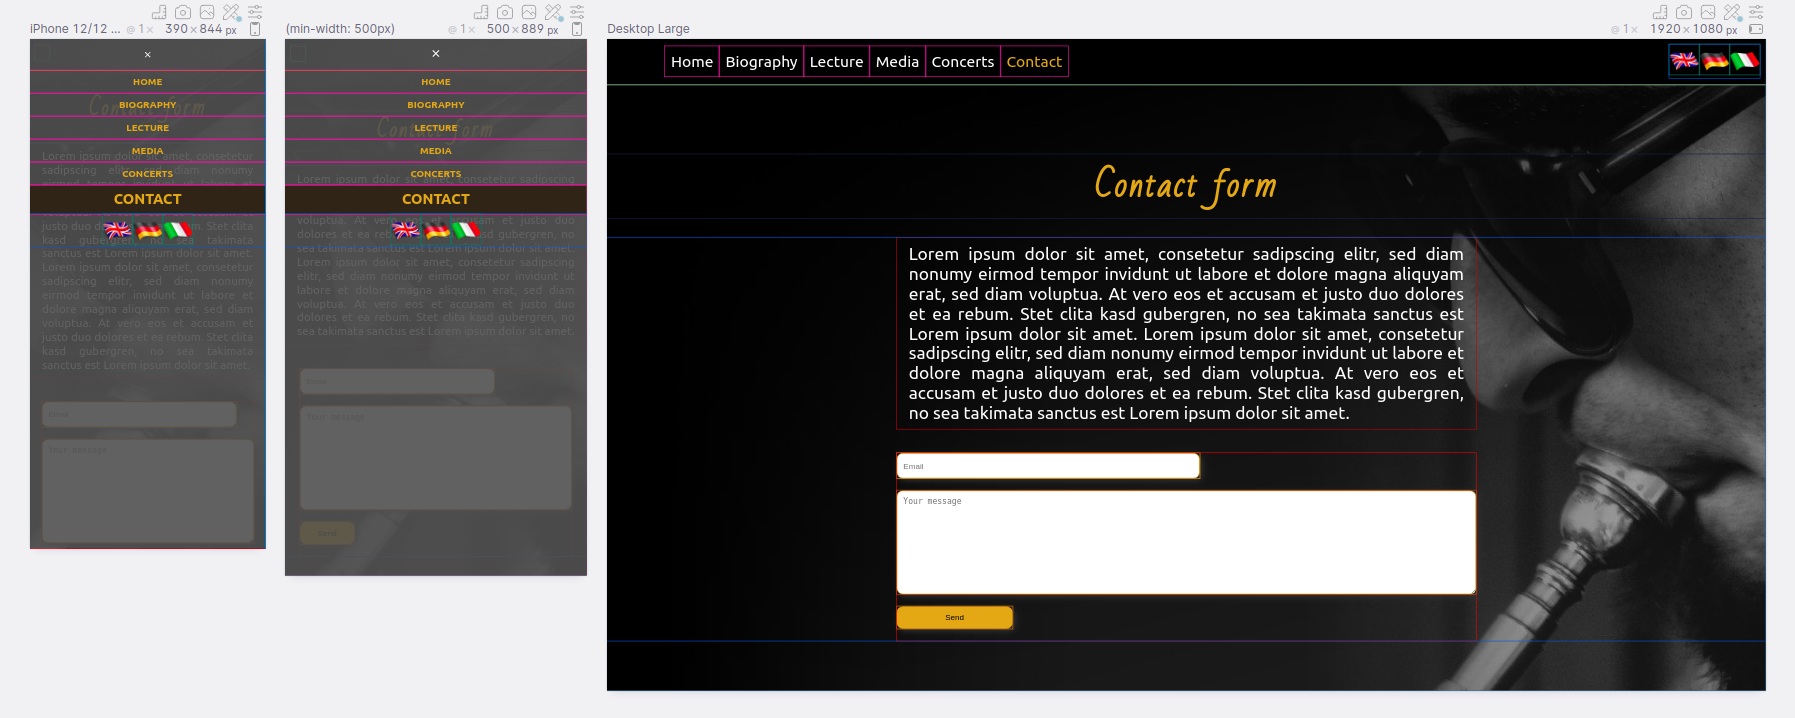 iPhone 12/12 ...
@ 1×
390×844 px
×
HOME
BIOGRAPHY
Contact form
LECTURE
MEDIA
Lorem ipsum dolor sit amet, consetetur
sadipscing elitr, sed diam nonumy
CONCERTS
CONTACT
justo duo dolores et ea rebum. Stet clita
kasd gubergren, no sea takimata
sanctus est Lorem ipsum dolor sit amet.
Lorem ipsum dolor sit amet, consetetur
sadipscing elitr, sed diam nonumy
eirmod tempor invidunt ut labore et
dolore magna aliquyam erat, sed diam
voluptua. At vero eos et accusam et
justo duo dolores et ea rebum. Stet clita
kasd gubergren, no sea takimata
sanctus est Lorem ipsum dolor sit amet.
Email
Your message
(min-width: 500px)
@ 1×
500×889 px
×
HOME
BIOGRAPHY
Contact form
LECTURE
MEDIA
CONCERTS
Lorem ipsum dolor sit amet, consetetur sadipscing
CONTACT
voluptua. At vero eos et accusam et justo duo
dolores et ea rebum. Stet clita kasd gubergren, no
sea takimata sanctus est Lorem ipsum dolor sit amet.
Lorem ipsum dolor sit amet, consetetur sadipscing
elitr, sed diam nonumy eirmod tempor invidunt ut
labore et dolore magna aliquyam erat, sed diam
voluptua. At vero eos et accusam et justo duo
dolores et ea rebum. Stet clita kasd gubergren, no
sea takimata sanctus est Lorem ipsum dolor sit amet.
Email
Your message
Send
Desktop Large
@ 1×
1920×1080 px
Home Biography Lecture Media Concerts Contact
Contact form
Lorem ipsum dolor sit amet, consetetur sadipscing elitr, sed diam
nonumy eirmod tempor invidunt ut labore et dolore magna aliquyam
erat, sed diam voluptua. At vero eos et accusam et justo duo dolores
et ea rebum. Stet clita kasd gubergren, no sea takimata sanctus est
Lorem ipsum dolor sit amet. Lorem ipsum dolor sit amet, consetetur
sadipscing elitr, sed diam nonumy eirmod tempor invidunt ut labore et
dolore magna aliquyam erat, sed diam voluptua. At vero eos et
accusam et justo duo dolores et ea rebum. Stet clita kasd gubergren,
no sea takimata sanctus est Lorem ipsum dolor sit amet.
Email
Your message
Send